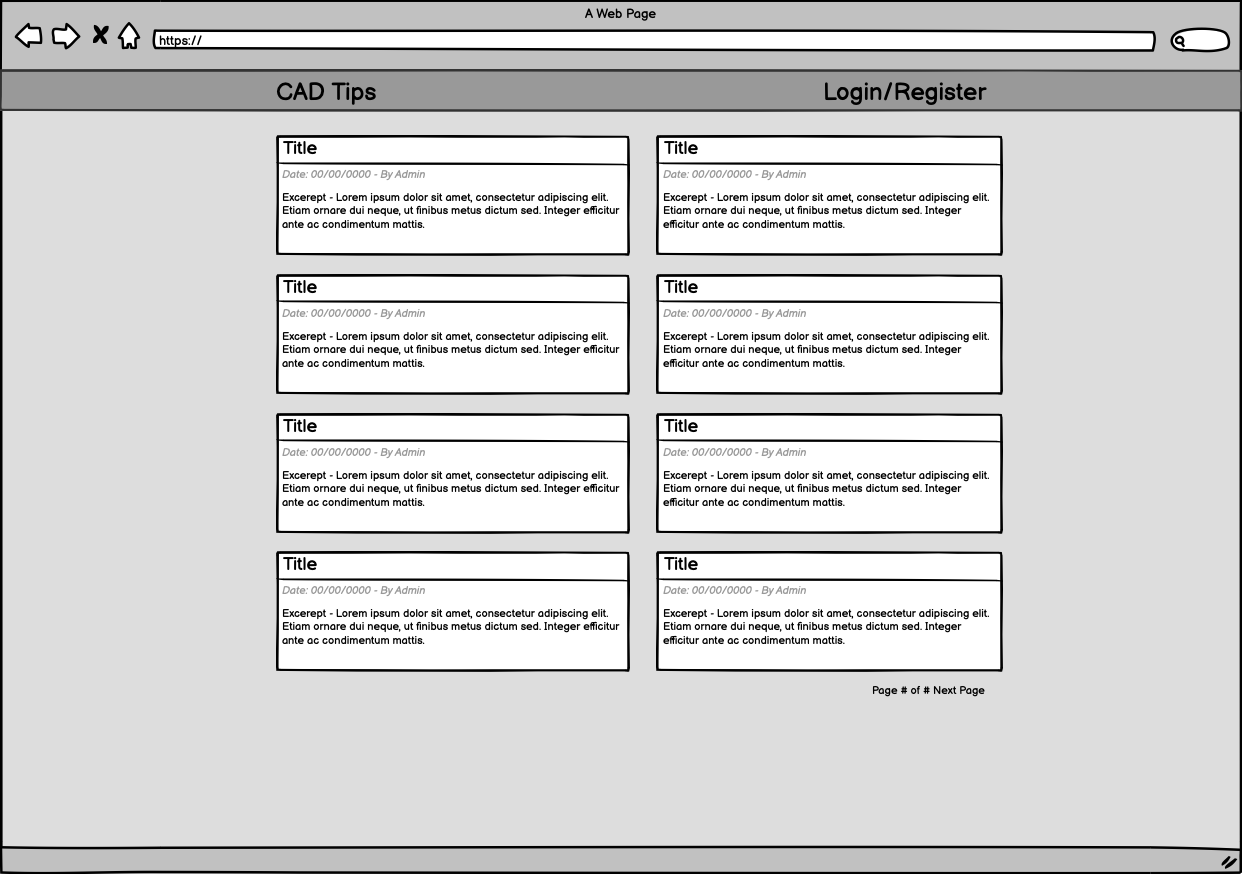 A Web Page
https://
CAD Tips
Login/Register
Title
Date: 00/00/0000 - By Admin
Excerept - Lorem ipsum dolor sit amet, consectetur adipiscing elit.
Etiam ornare dui neque, ut finibus metus dictum sed. Integer efficitur
ante ac condimentum mattis.
Title
Date: 00/00/0000 - By Admin
Excerept - Lorem ipsum dolor sit amet, consectetur adipiscing elit.
Etiam ornare dui neque, ut finibus metus dictum sed. Integer
efficitur ante ac condimentum mattis.
Title
Date: 00/00/0000 - By Admin
Excerept - Lorem ipsum dolor sit amet, consectetur adipiscing elit.
Etiam ornare dui neque, ut finibus metus dictum sed. Integer efficitur
ante ac condimentum mattis.
Title
Date: 00/00/0000 - By Admin
Excerept - Lorem ipsum dolor sit amet, consectetur adipiscing elit.
Etiam ornare dui neque, ut finibus metus dictum sed. Integer
efficitur ante ac condimentum mattis.
Title
Date: 00/00/0000 - By Admin
Excerept - Lorem ipsum dolor sit amet, consectetur adipiscing elit.
Etiam ornare dui neque, ut finibus metus dictum sed. Integer efficitur
ante ac condimentum mattis.
Title
Date: 00/00/0000 - By Admin
Excerept - Lorem ipsum dolor sit amet, consectetur adipiscing elit.
Etiam ornare dui neque, ut finibus metus dictum sed. Integer
efficitur ante ac condimentum mattis.
Title
Date: 00/00/0000 - By Admin
Excerept - Lorem ipsum dolor sit amet, consectetur adipiscing elit.
Etiam ornare dui neque, ut finibus metus dictum sed. Integer efficitur
ante ac condimentum mattis.
Title
Date: 00/00/0000 - By Admin
Excerept - Lorem ipsum dolor sit amet, consectetur adipiscing elit.
Etiam ornare dui neque, ut finibus metus dictum sed. Integer
efficitur ante ac condimentum mattis.
Page # of # Next Page